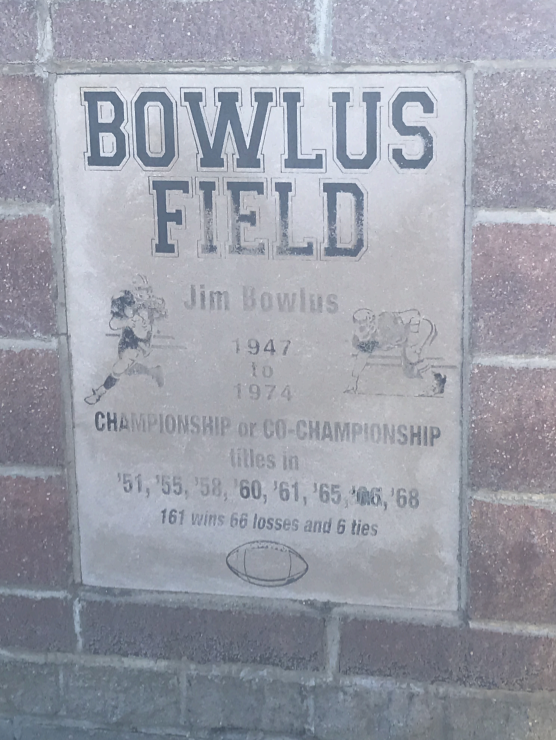 BOWLUS
FIELD
Jim Bowlus
1947
to
1974
CHAMPIONSHIP or CO-CHAMPIONSHIP
titles in
'51, '55, '58, '60, '61, '65, '66, '68
161 wins 66 losses and 6 ties